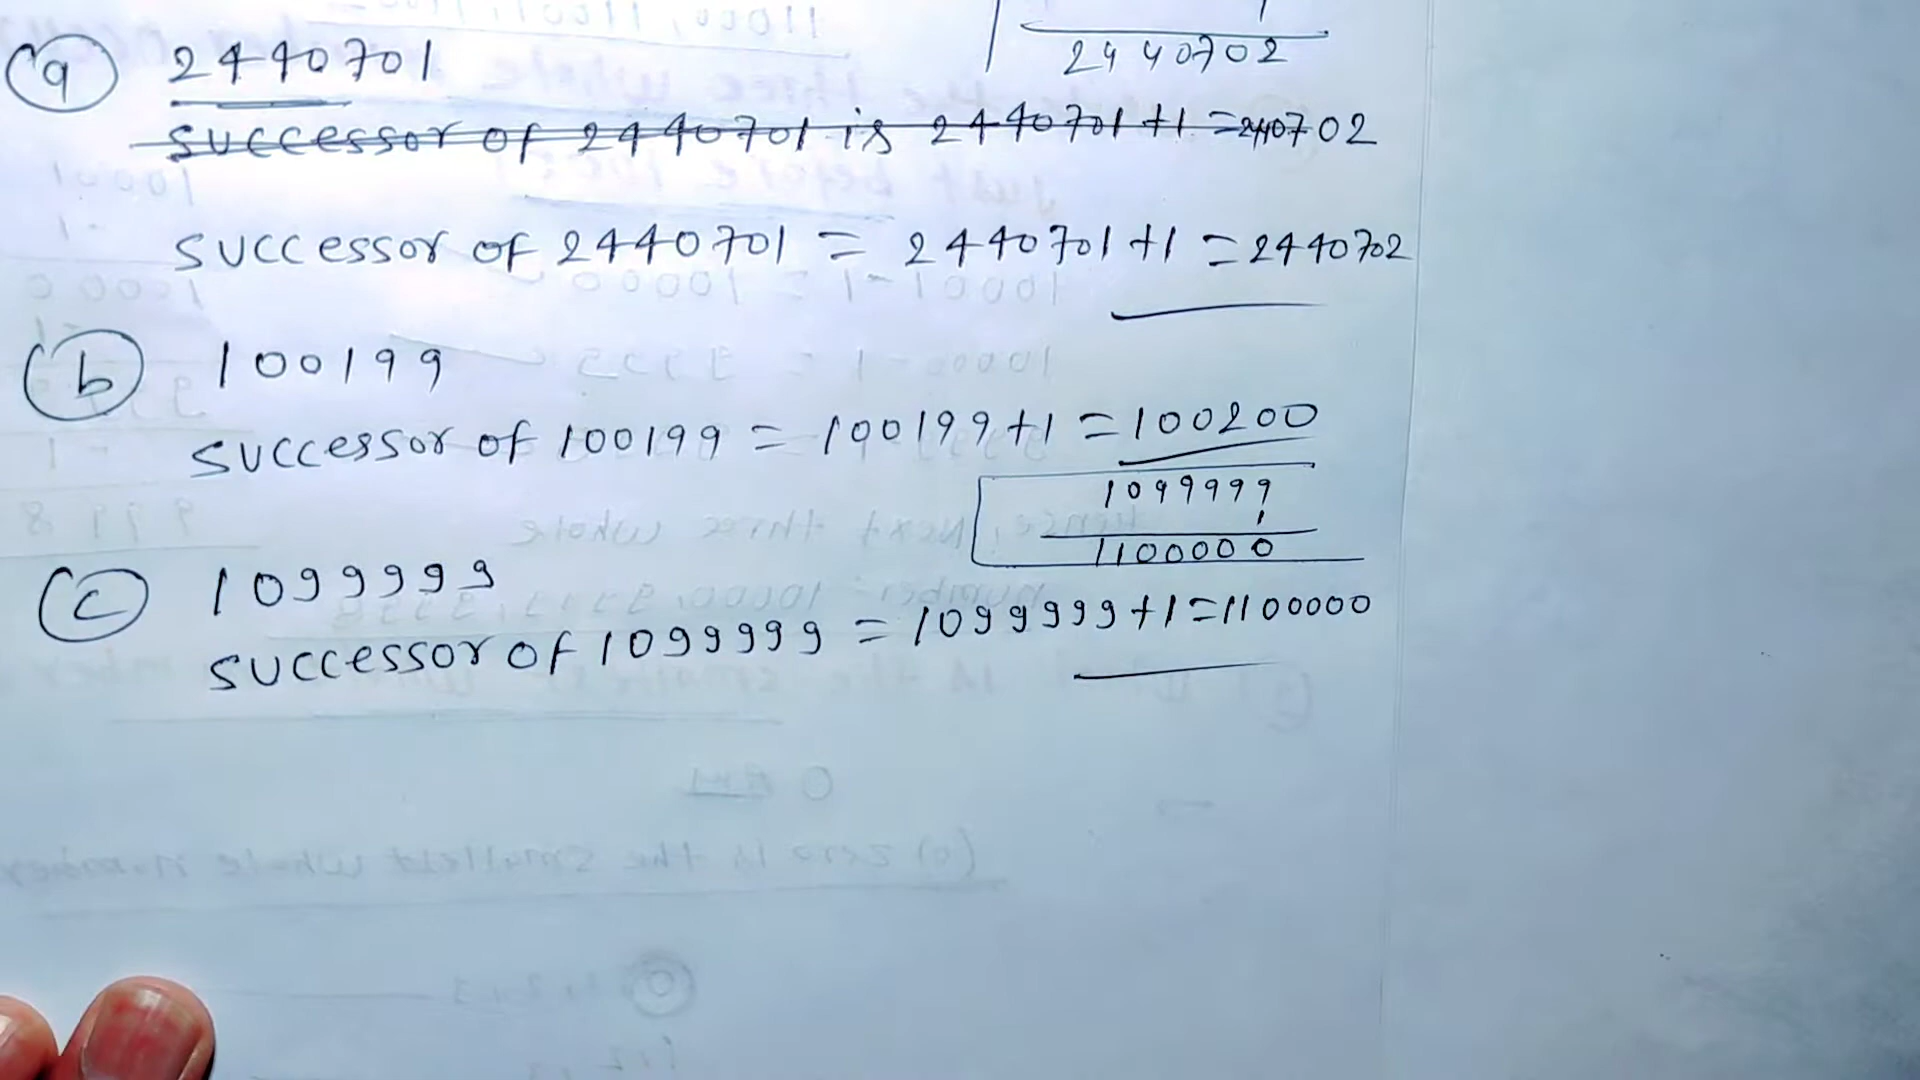 (a) 2440701
2440702
successor of 2440701 is 2440701+1 =2440702
successor of 2440701 = 2440701+1 =2440702
(b) 100199
successor of 100199 = 100199+1 =100200
1099999
1
1100000
(c) 1099999
successor of 1099999 = 1099999+1=1100000